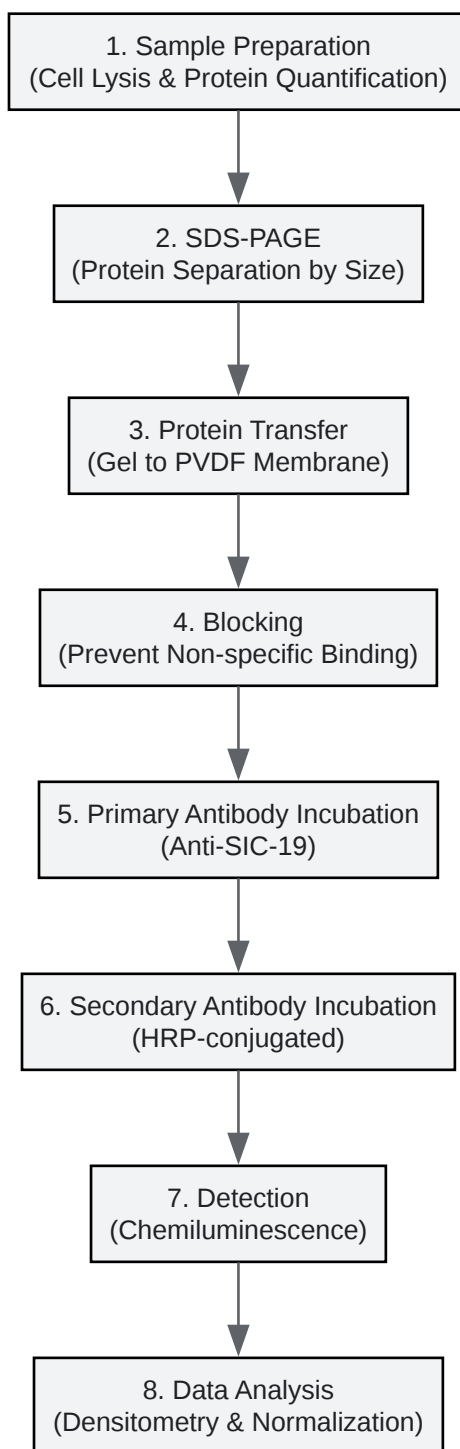 1. Sample Preparation
(Cell Lysis & Protein Quantification)
2. SDS-PAGE
(Protein Separation by Size)
3. Protein Transfer
(Gel to PVDF Membrane)
4. Blocking
(Prevent Non-specific Binding)
5. Primary Antibody Incubation
(Anti-SIC-19)
6. Secondary Antibody Incubation
(HRP-conjugated)
7. Detection
(Chemiluminescence)
8. Data Analysis
(Densitometry & Normalization)